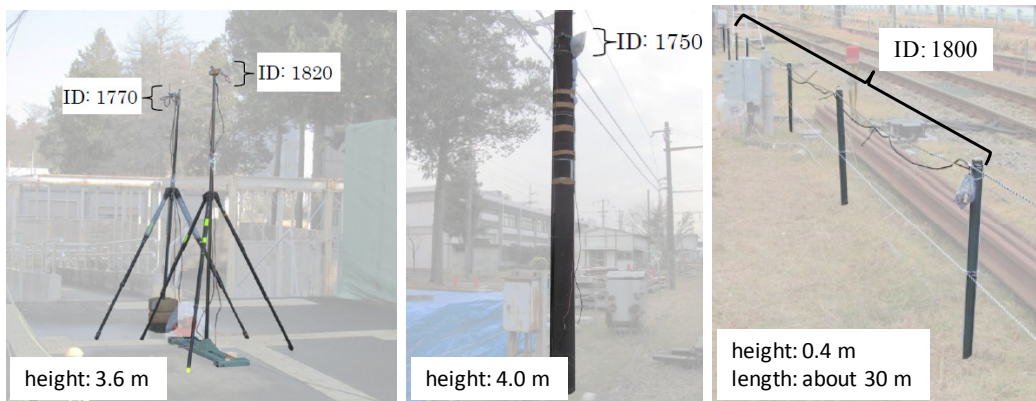 ID: 1770
ID: 1820
height: 3.6 m
ID: 1750
height: 4.0 m
ID: 1800
height: 0.4 m
length: about 30 m